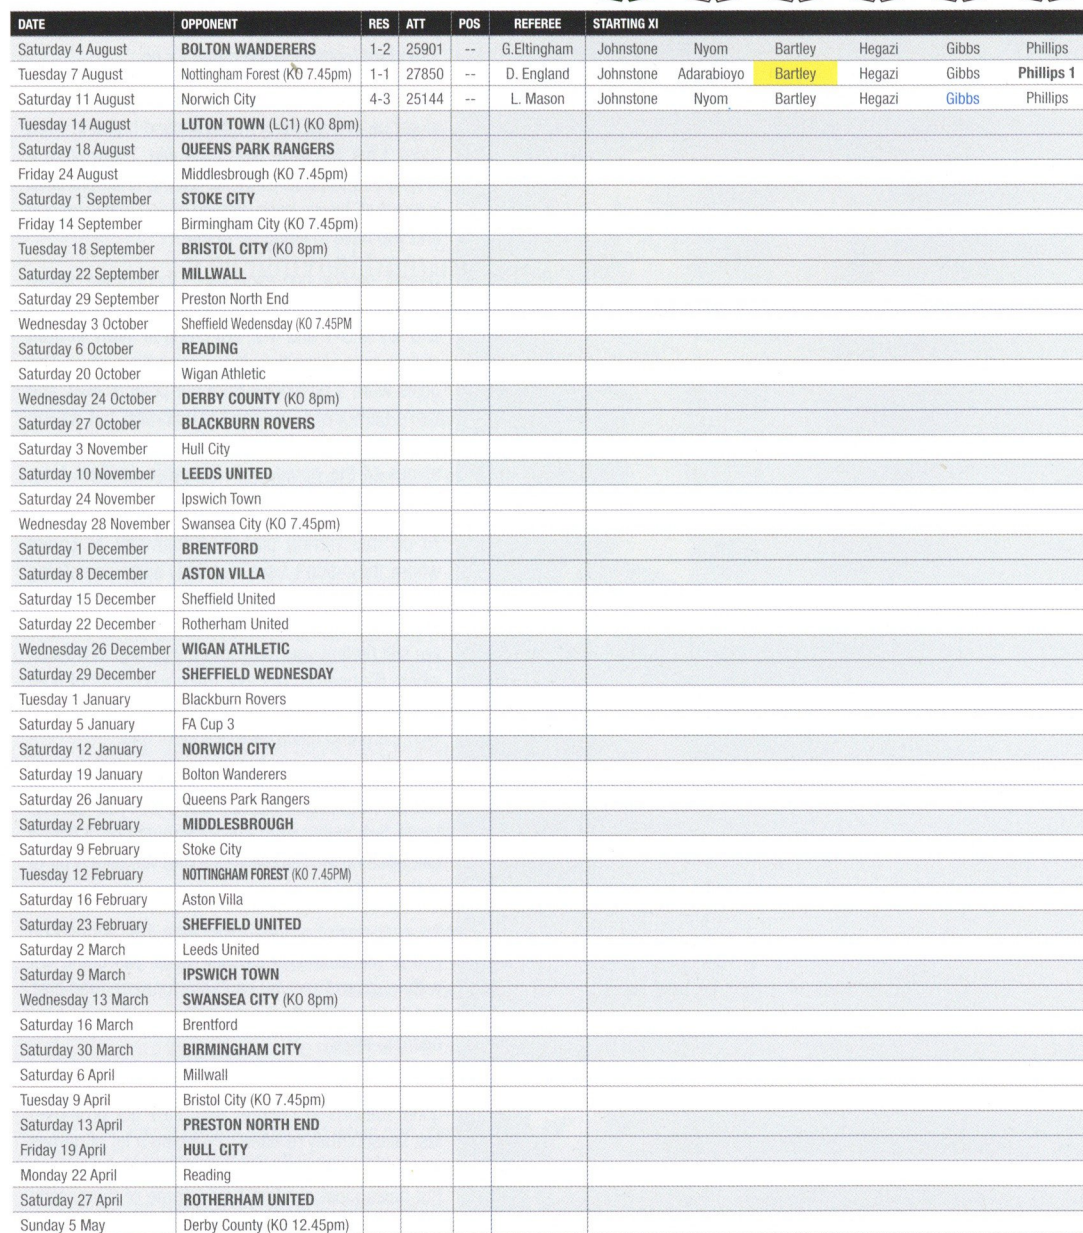 DATE OPPONENT RES ATT POS REFEREE STARTING XI
Saturday 4 August BOLTON WANDERERS 1-2 25901 -- G.Eltingham Johnstone Nyom Bartley Hegazi Gibbs Phillips
Tuesday 7 August Nottingham Forest (KO 7.45pm) 1-1 27850 -- D. England Johnstone Adarabioyo Bartley Hegazi Gibbs Phillips 1
Saturday 11 August Norwich City 4-3 25144 -- L. Mason Johnstone Nyom Bartley Hegazi Gibbs Phillips
Tuesday 14 August LUTON TOWN (LC1) (KO 8pm)
Saturday 18 August QUEENS PARK RANGERS
Friday 24 August Middlesbrough (KO 7.45pm)
Saturday 1 September STOKE CITY
Friday 14 September Birmingham City (KO 7.45pm)
Tuesday 18 September BRISTOL CITY (KO 8pm)
Saturday 22 September MILLWALL
Saturday 29 September Preston North End
Wednesday 3 October Sheffield Wedensday (KO 7.45PM
Saturday 6 October READING
Saturday 20 October Wigan Athletic
Wednesday 24 October DERBY COUNTY (KO 8pm)
Saturday 27 October BLACKBURN ROVERS
Saturday 3 November Hull City
Saturday 10 November LEEDS UNITED
Saturday 24 November Ipswich Town
Wednesday 28 November Swansea City (KO 7.45pm)
Saturday 1 December BRENTFORD
Saturday 8 December ASTON VILLA
Saturday 15 December Sheffield United
Saturday 22 December Rotherham United
Wednesday 26 December WIGAN ATHLETIC
Saturday 29 December SHEFFIELD WEDNESDAY
Tuesday 1 January Blackburn Rovers
Saturday 5 January FA Cup 3
Saturday 12 January NORWICH CITY
Saturday 19 January Bolton Wanderers
Saturday 26 January Queens Park Rangers
Saturday 2 February MIDDLESBROUGH
Saturday 9 February Stoke City
Tuesday 12 February NOTTINGHAM FOREST (KO 7.45PM)
Saturday 16 February Aston Villa
Saturday 23 February SHEFFIELD UNITED
Saturday 2 March Leeds United
Saturday 9 March IPSWICH TOWN
Wednesday 13 March SWANSEA CITY (KO 8pm)
Saturday 16 March Brentford
Saturday 30 March BIRMINGHAM CITY
Saturday 6 April Millwall
Tuesday 9 April Bristol City (KO 7.45pm)
Saturday 13 April PRESTON NORTH END
Friday 19 April HULL CITY
Monday 22 April Reading
Saturday 27 April ROTHERHAM UNITED
Sunday 5 May Derby County (KO 12.45pm)